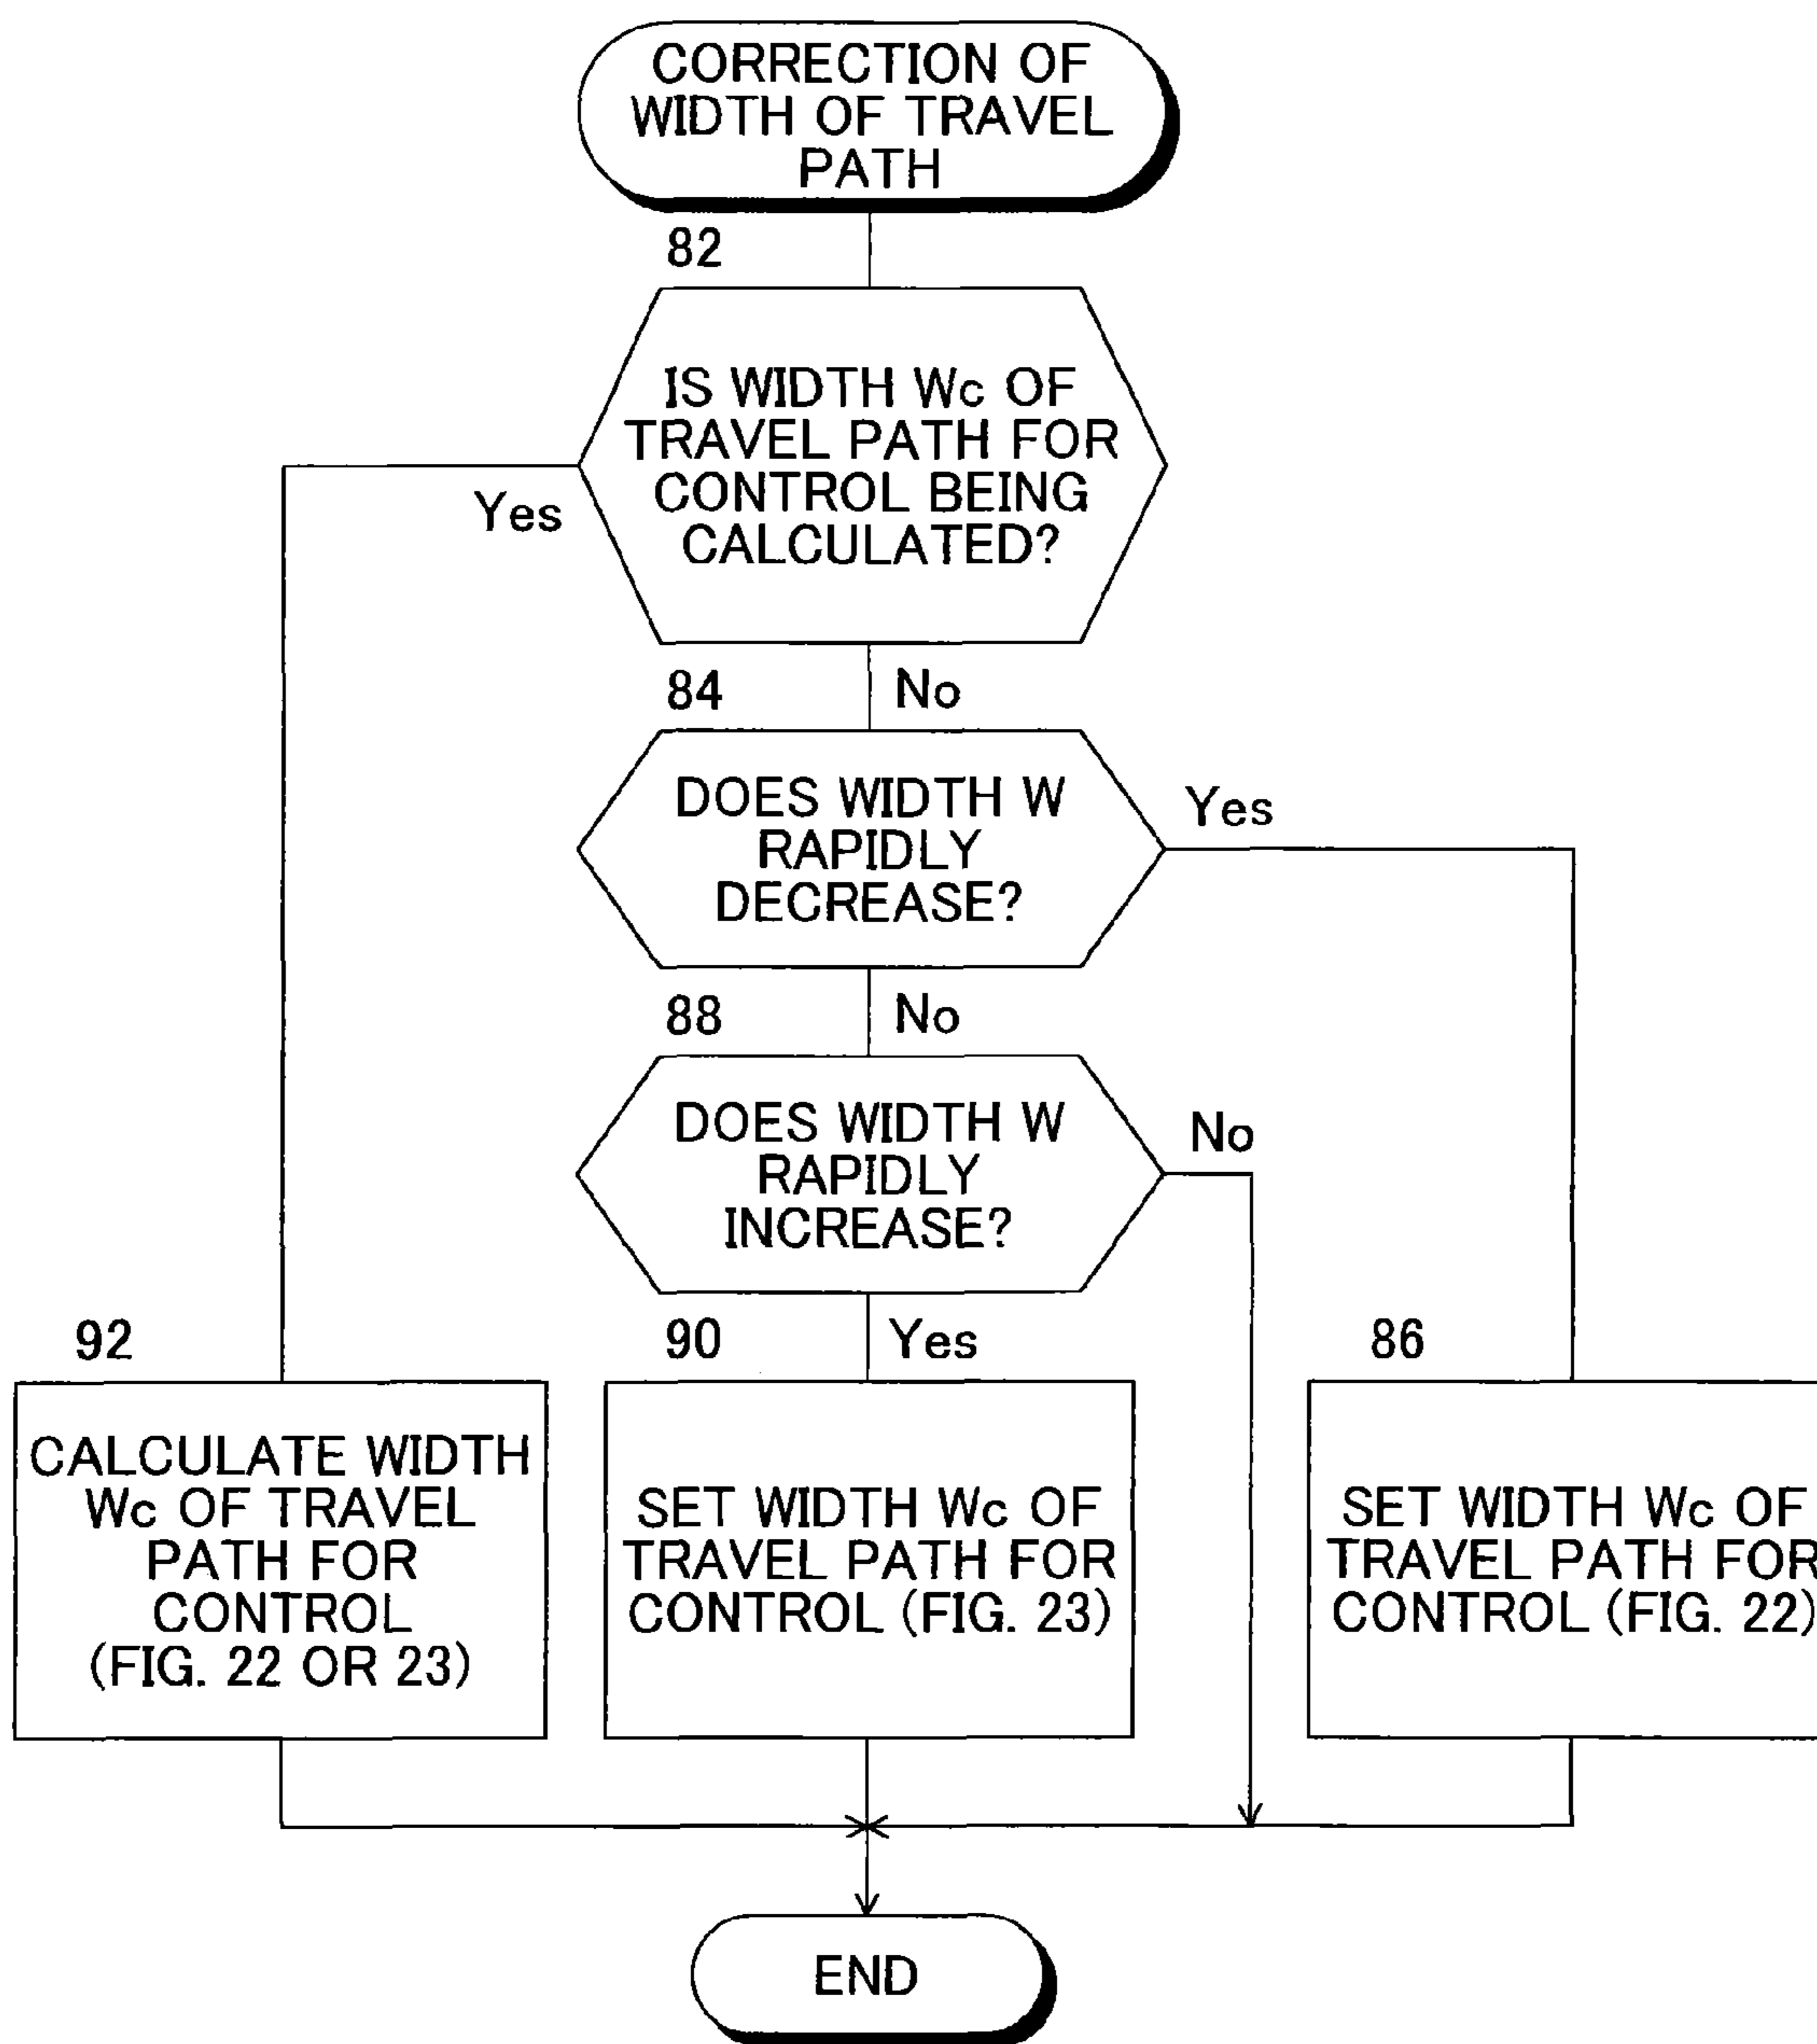 CORRECTION OF
WIDTH OF TRAVEL
PATH
82
IS WIDTH Wc OF
TRAVEL PATH FOR
CONTROL BEING
CALCULATED?
Yes
84
No
DOES WIDTH W
RAPIDLY
DECREASE?
Yes
88
No
DOES WIDTH W
RAPIDLY
INCREASE?
No
92
90
Yes
86
CALCULATE WIDTH
Wc OF TRAVEL
PATH FOR
CONTROL
(FIG. 22 OR 23)
SET WIDTH Wc OF
TRAVEL PATH FOR
CONTROL (FIG. 23)
SET WIDTH Wc OF
TRAVEL PATH FOR
CONTROL (FIG. 22)
END